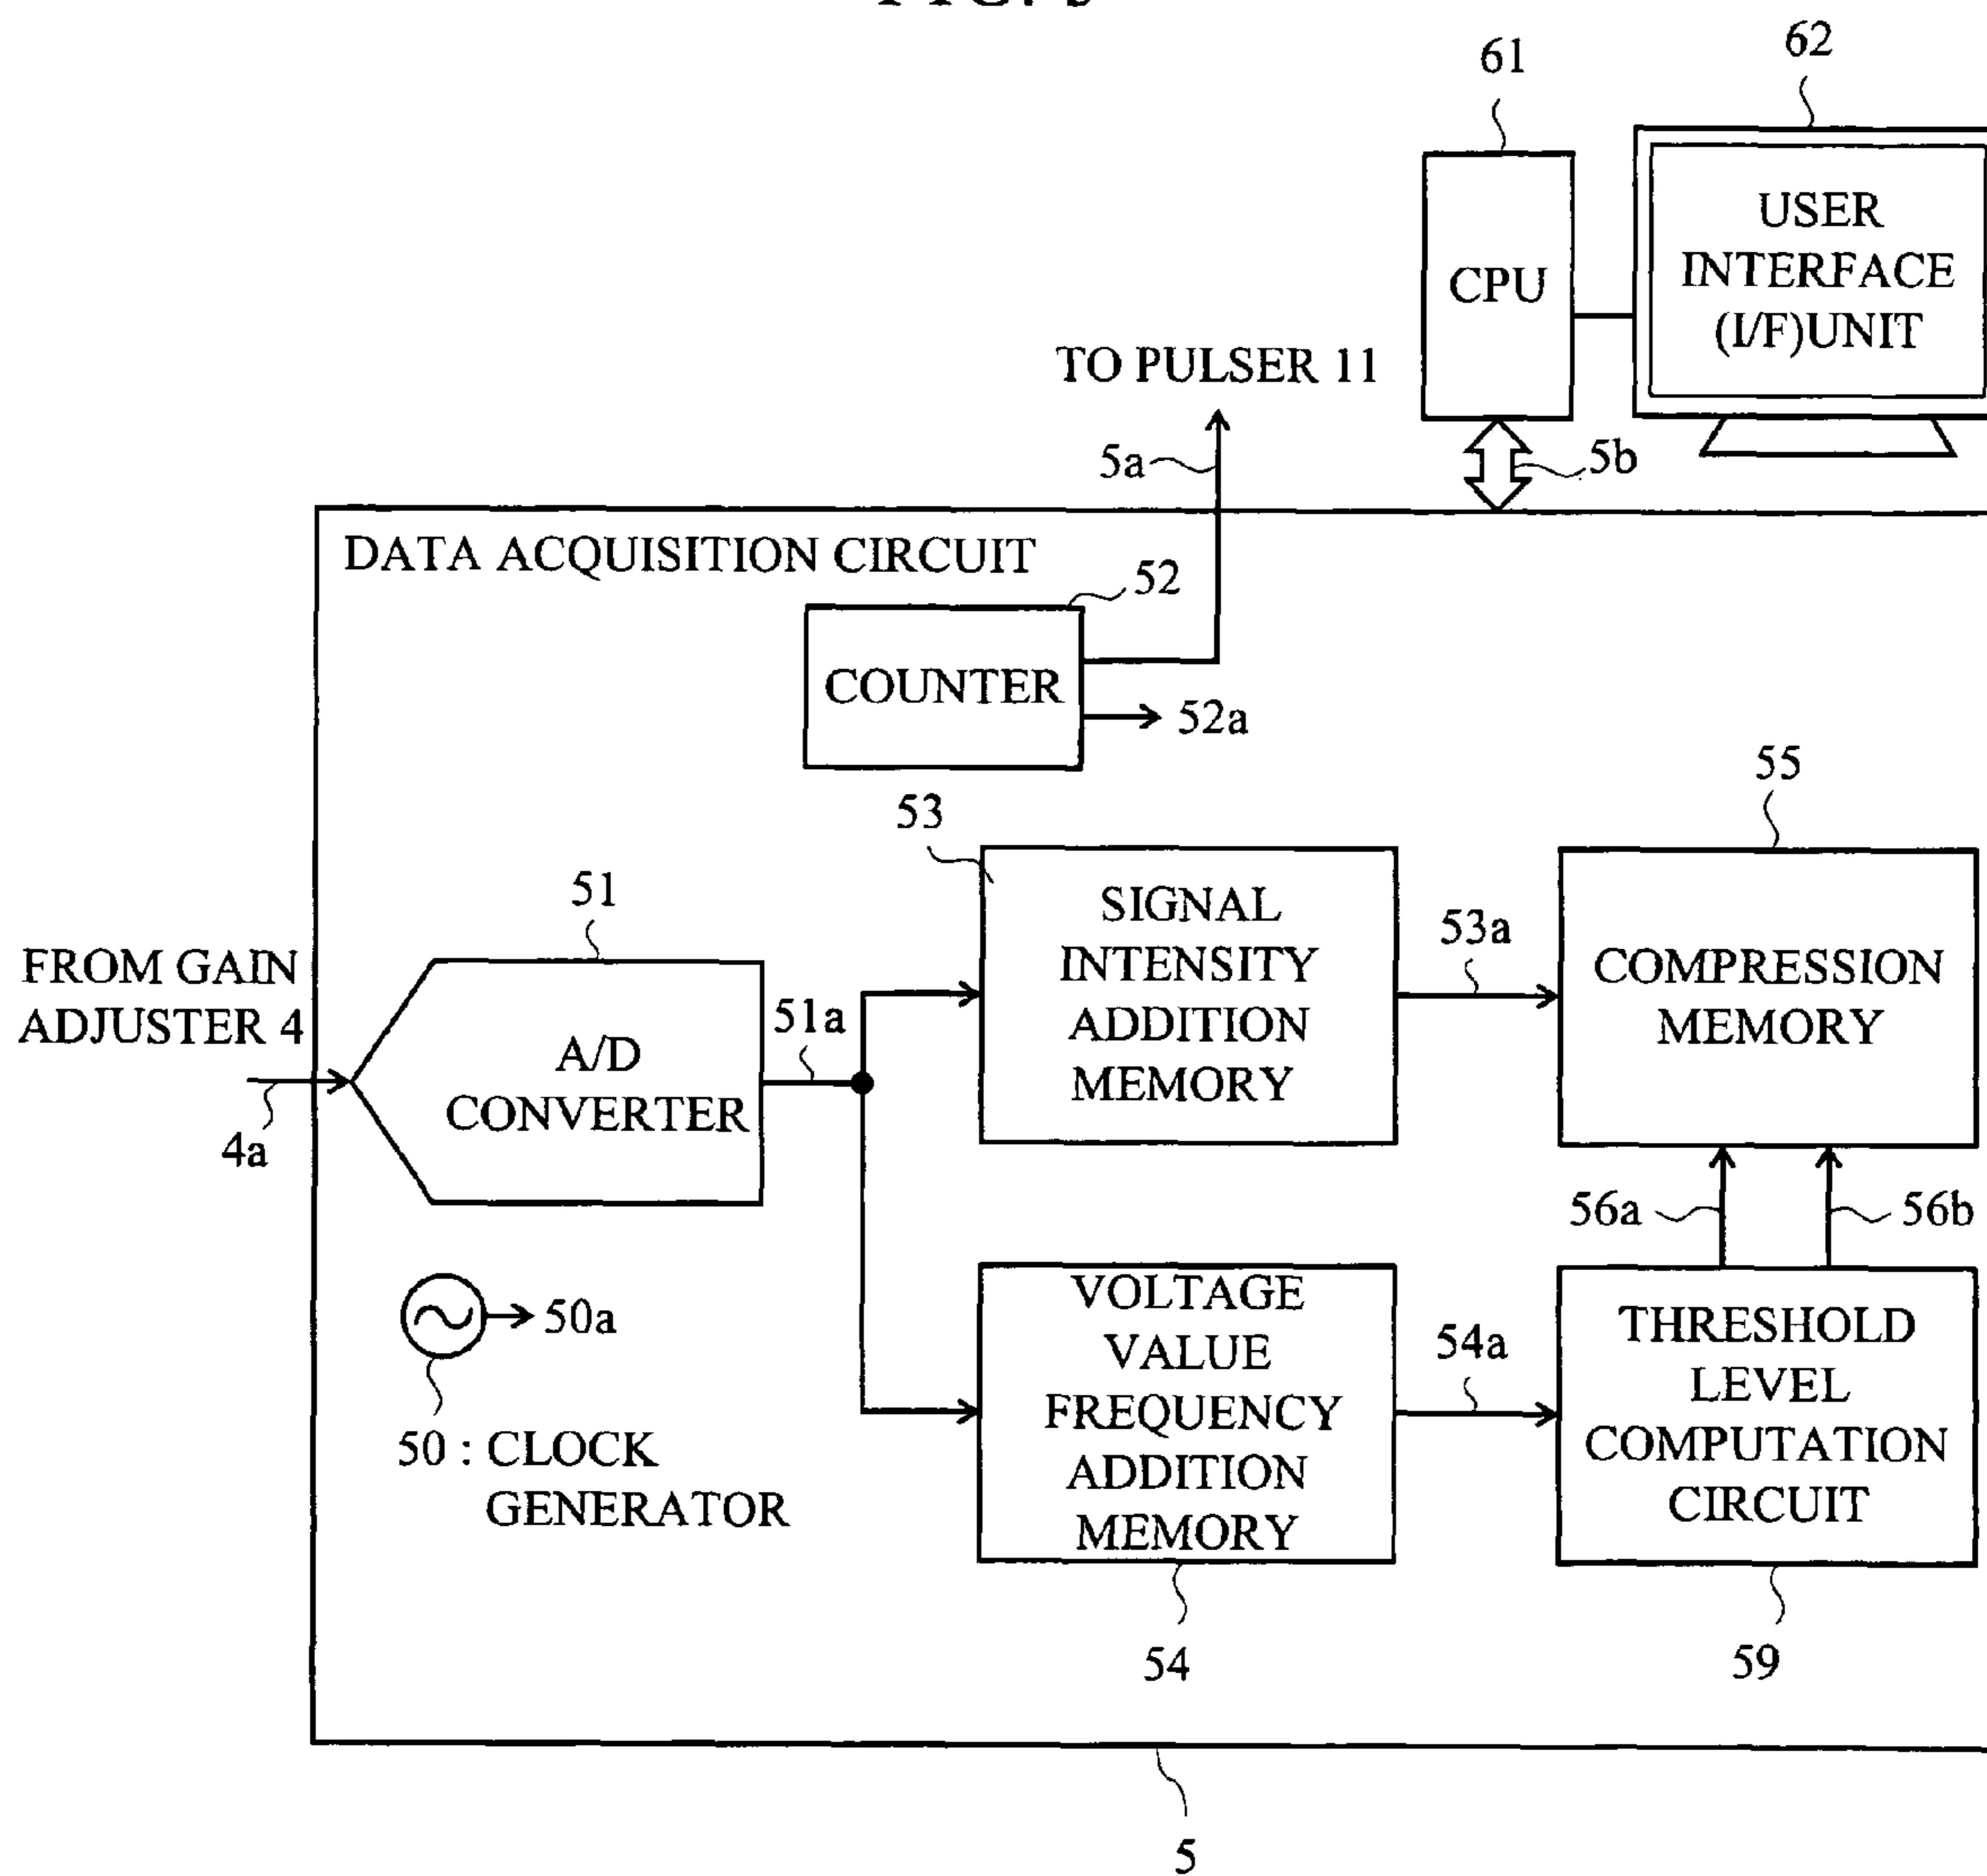 61
62
CPU
USER
INTERFACE
(I/F)UNIT
TO PULSER 11
5a
5b
DATA ACQUISITION CIRCUIT
52
COUNTER
52a
53
55
51
SIGNAL
INTENSITY
ADDITION
MEMORY
53a
COMPRESSION
MEMORY
FROM GAIN
ADJUSTER 4
4a
A/D
CONVERTER
51a
56a
56b
50a
50 : CLOCK
GENERATOR
VOLTAGE
VALUE
FREQUENCY
ADDITION
MEMORY
54a
THRESHOLD
LEVEL
COMPUTATION
CIRCUIT
54
59
5